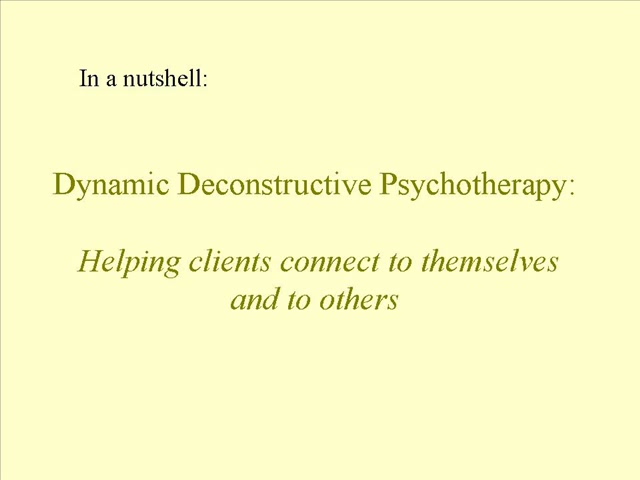 In a nutshell:
Dynamic Deconstructive Psychotherapy:
Helping clients connect to themselves
and to others